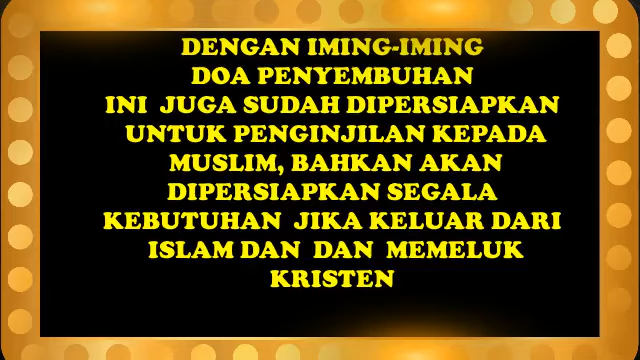 DENGAN IMING-IMING
DOA PENYEMBUHAN
INI JUGA SUDAH DIPERSIAPKAN
UNTUK PENGINJILAN KEPADA
MUSLIM, BAHKAN AKAN
DIPERSIAPKAN SEGALA
KEBUTUHAN JIKA KELUAR DARI
ISLAM DAN DAN MEMELUK
KRISTEN